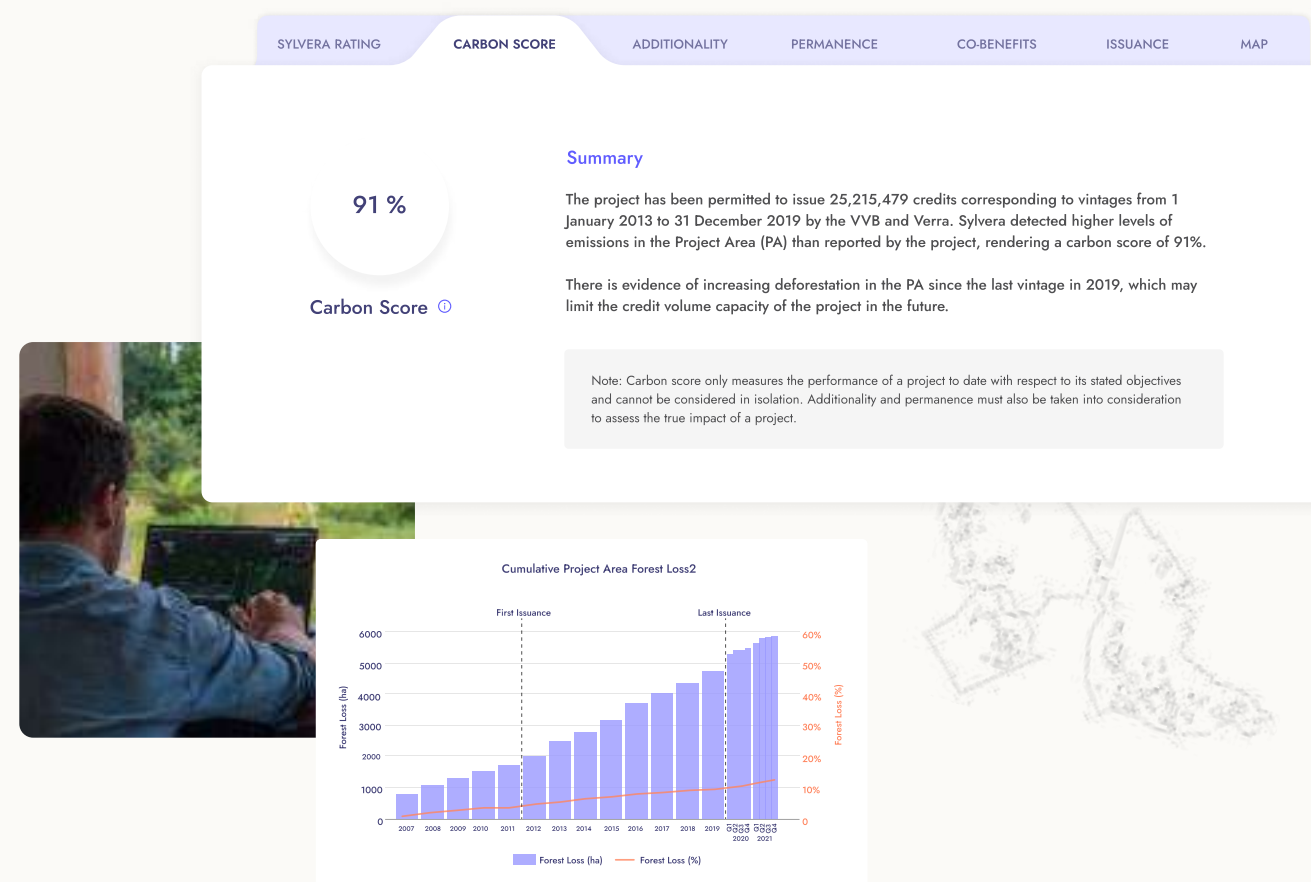 SYLVERA RATING
CARBON SCORE
ADDITIONALITY
PERMANENCE
CO-BENEFITS
ISSUANCE
MAP
91 %
Carbon Score
Summary
The project has been permitted to issue 25,215,479 credits corresponding to vintages from 1
January 2013 to 31 December 2019 by the VVB and Verra. Sylvera detected higher levels of
emissions in the Project Area (PA) than reported by the project, rendering a carbon score of 91%.
There is evidence of increasing deforestation in the PA since the last vintage in 2019, which may
limit the credit volume capacity of the project in the future.
Note: Carbon score only measures the performance of a project to date with respect to its stated objectives
and cannot be considered in isolation. Additionality and permanence must also be taken into consideration
to assess the true impact of a project.
Cumulative Project Area Forest Loss2
First Issuance
Last Issuance
Forest Loss (ha)
6000
5000
4000
3000
2000
1000
0
60%
50%
40%
30%
20%
10%
0
Forest Loss (%)
2007 2008 2009 2010 2011 2012 2013 2014 2015 2016 2017 2018 2019
Q1 Q2 Q3 Q4 Q1 Q2 Q3 Q4
2020 2021
Forest Loss (ha)
Forest Loss (%)